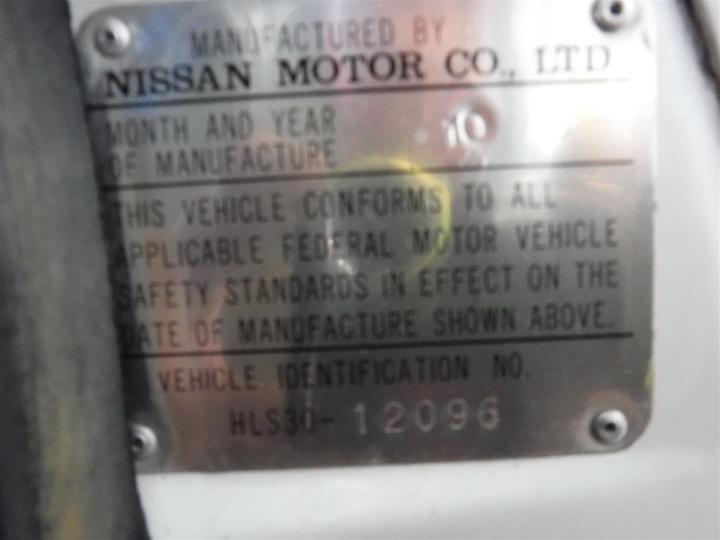 MANUFACTURED BY
NISSAN MOTOR CO., LTD
MONTH AND YEAR
OF MANUFACTURE 10
THIS VEHICLE CONFORMS TO ALL
APPLICABLE FEDERAL MOTOR VEHICLE
SAFETY STANDARDS IN EFFECT ON THE
DATE OF MANUFACTURE SHOWN ABOVE.
VEHICLE IDENTIFICATION NO.
HLS30-12096